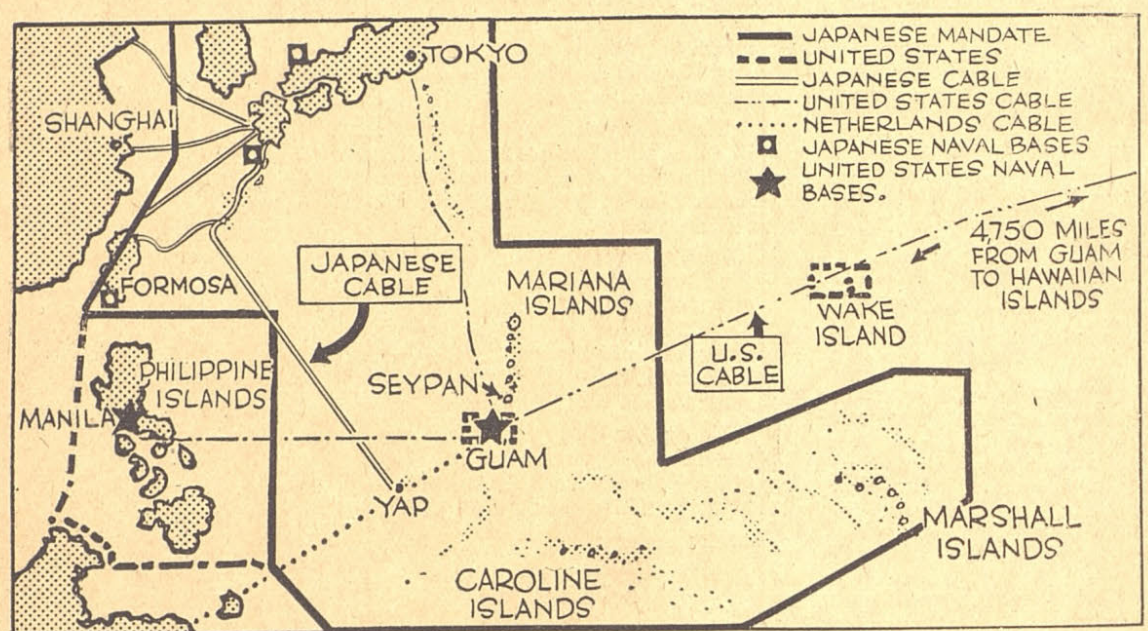 TOKYO
SHANGHAI
FORMOSA
JAPANESE
CABLE
MARIANA
ISLANDS
JAPANESE MANDATE
UNITED STATES
JAPANESE CABLE
UNITED STATES CABLE
NETHERLANDS CABLE
JAPANESE NAVAL BASES
UNITED STATES NAVAL
BASES.
4,750 MILES
FROM GUAM
TO HAWAIIAN
ISLANDS
WAKE
ISLAND
U.S.
CABLE
PHILIPPINE
ISLANDS
MANILA
SEYPAN
GUAM
YAP
CAROLINE
ISLANDS
MARSHALL
ISLANDS